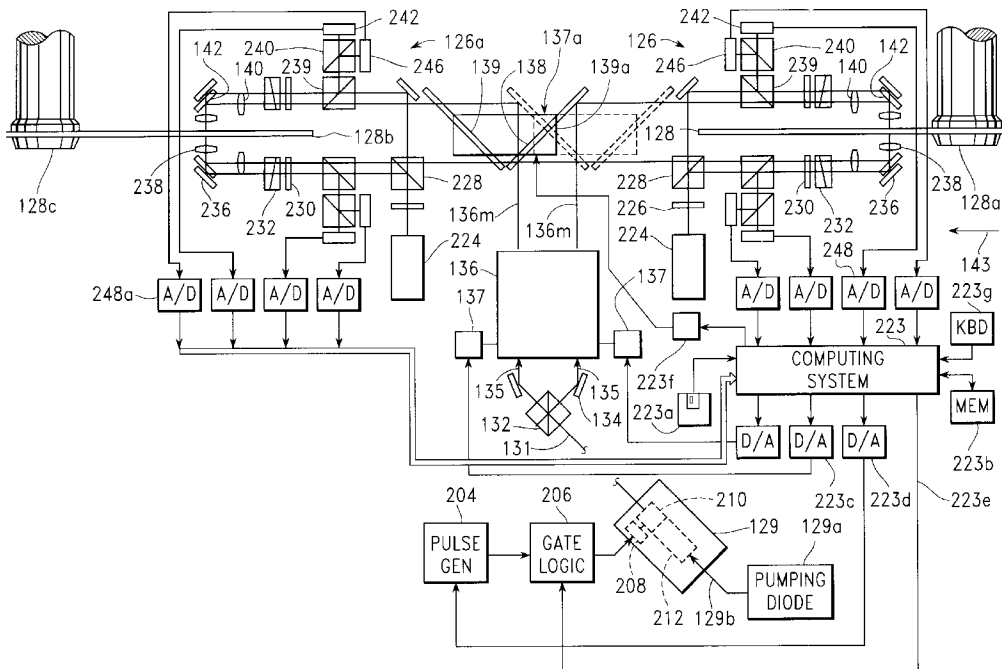 242
242
142
240
126a
137a
126
240
142
140
239
246
139
138
139a
246
239
140
128b
128
238
228
228
238
128c
236
230
136m
226
230
236
128a
232
224
136m
224
232
143
136
248
248a
A/D
A/D
A/D
A/D
137
137
A/D
A/D
A/D
A/D
223g
223
KBD
COMPUTING
SYSTEM
135
135
223f
132
134
223a
MEM
131
D/A
D/A
D/A
223b
223c
223d
223e
204
206
210
129
129a
PULSE
GEN
GATE
LOGIC
PUMPING
DIODE
208
212
129b